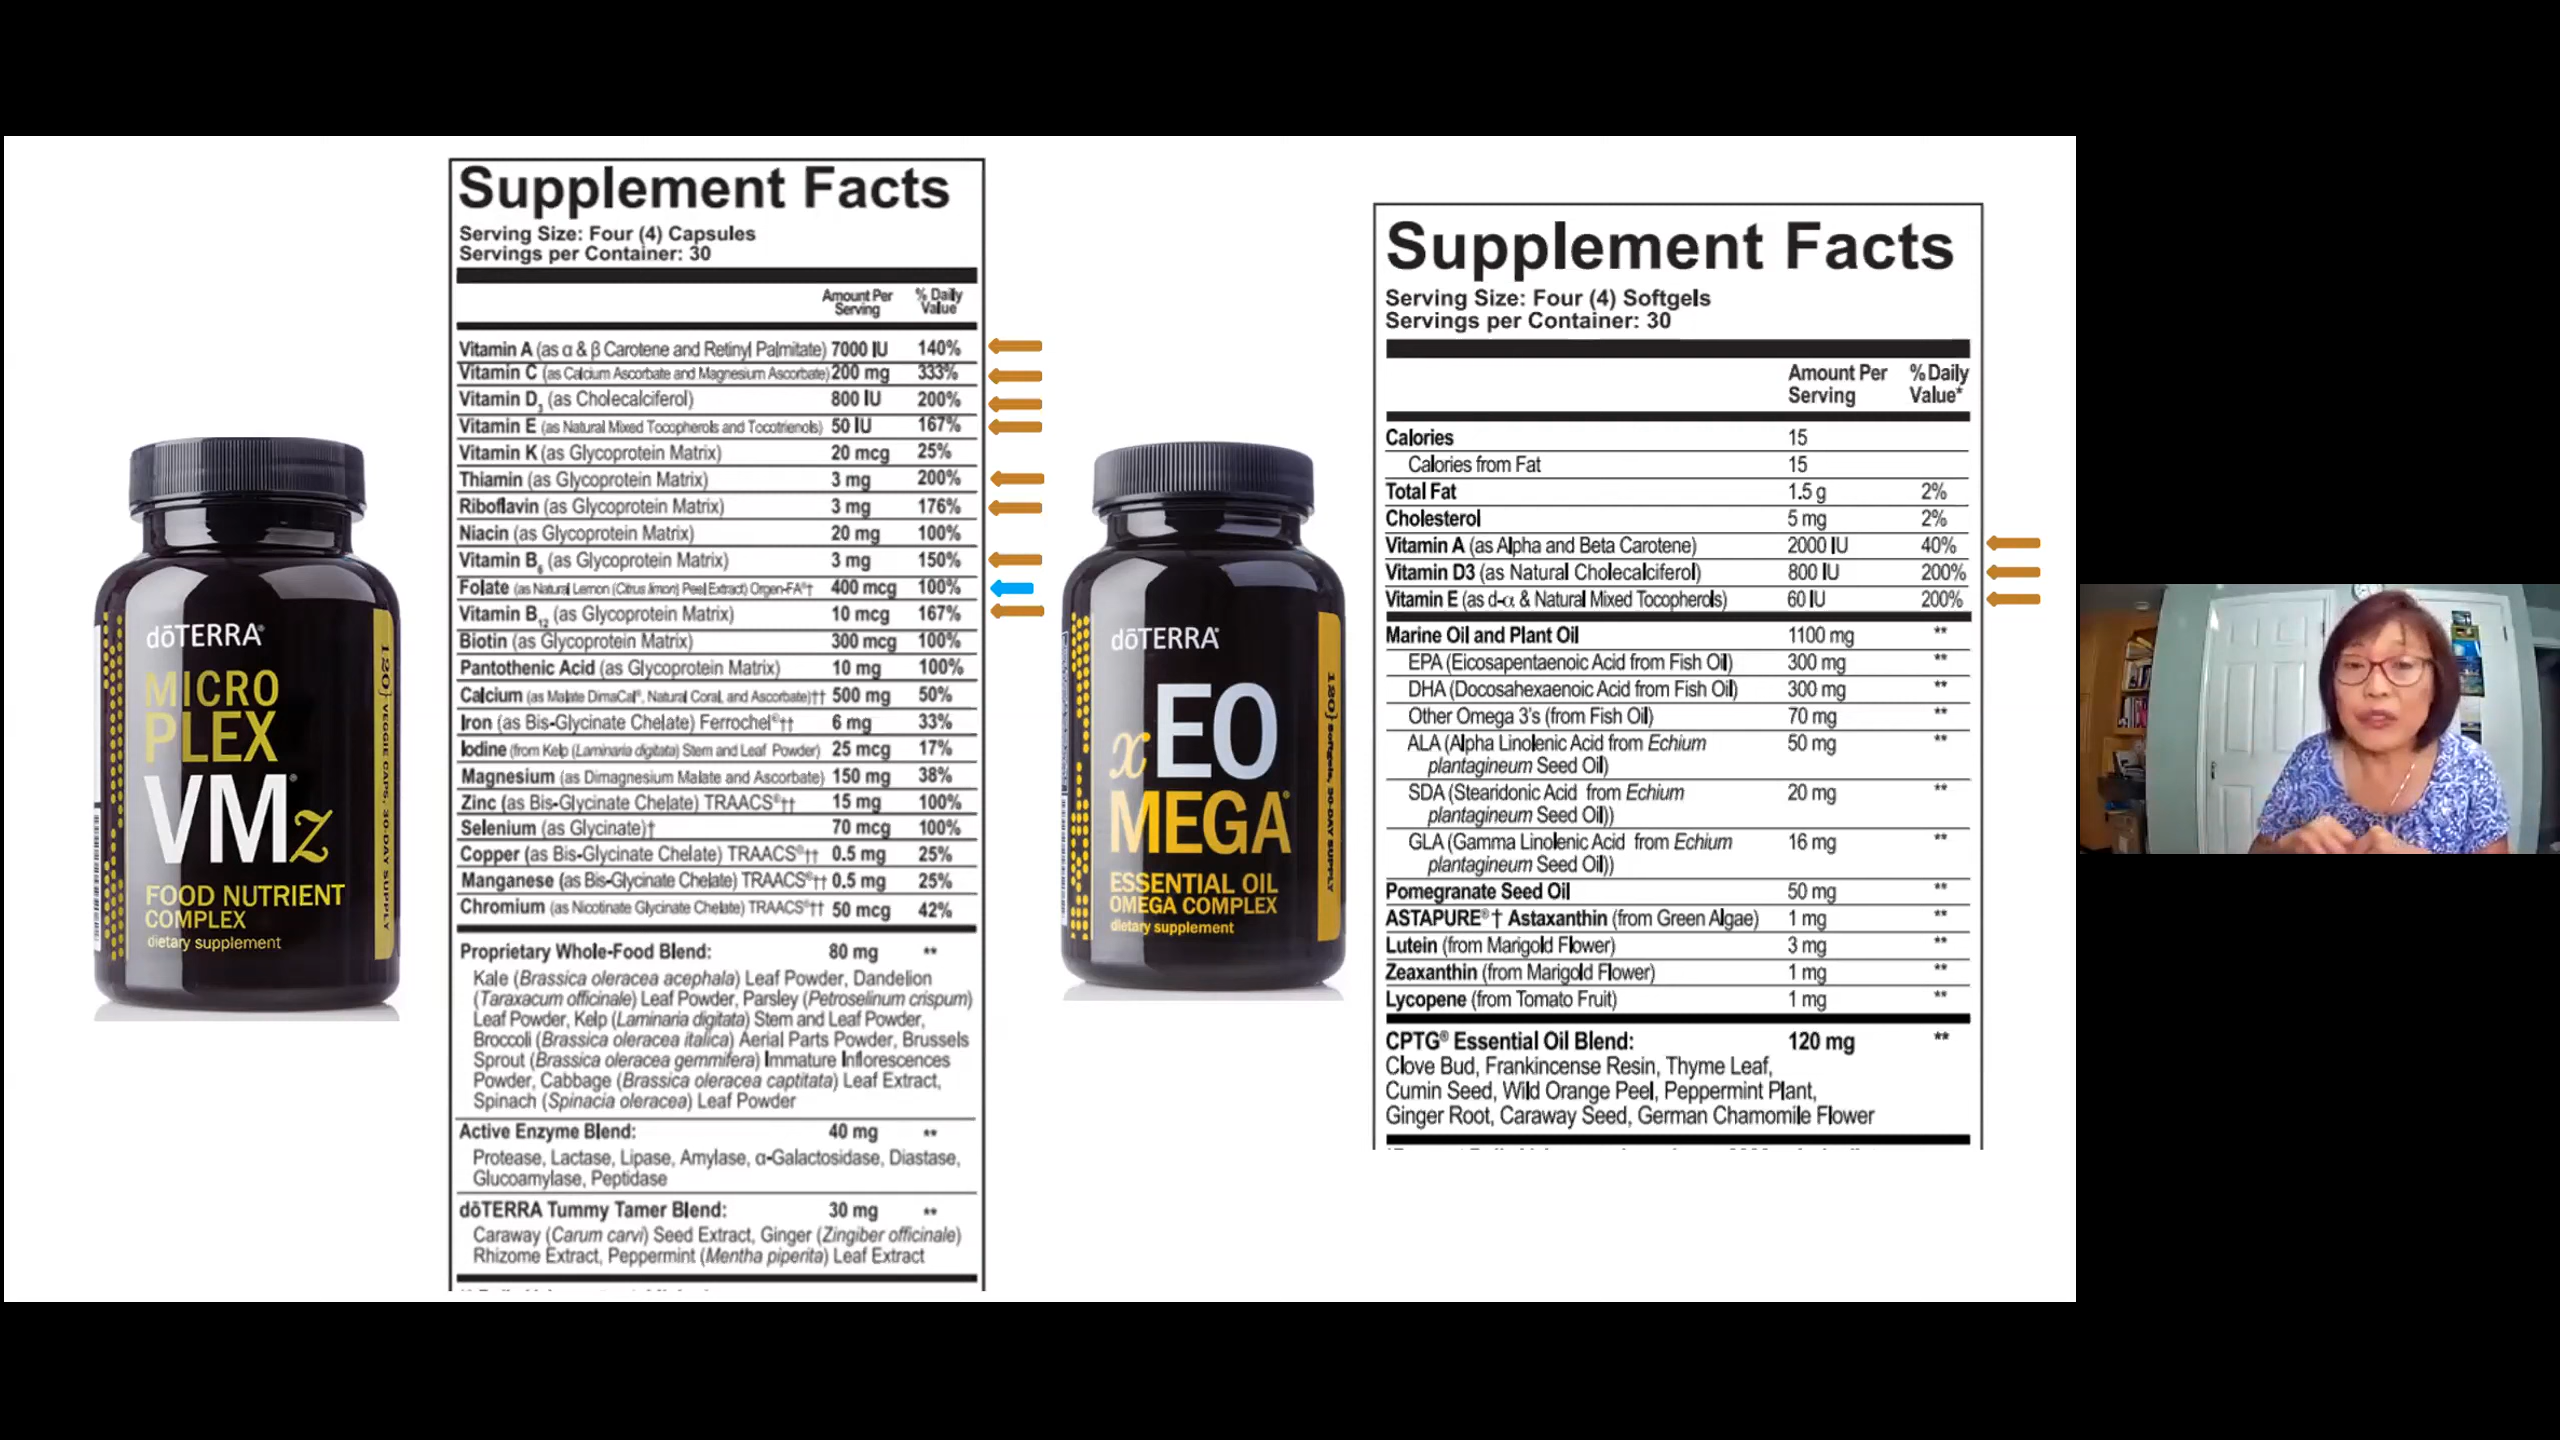 dōTERRA®
MICRO
PLEX
VMz®
FOOD NUTRIENT
COMPLEX
dietary supplement
120} VEGGIE CAPS, 30-DAY SUPPLY
Supplement Facts
Serving Size: Four (4) Capsules
Servings per Container: 30
Amount Per Serving % Daily Value
Vitamin A (as α & β Carotene and Retinyl Palmitate) 7000 IU 140%
Vitamin C (as Calcium Ascorbate and Magnesium Ascorbate) 200 mg 333%
Vitamin D3 (as Cholecalciferol) 800 IU 200%
Vitamin E (as Natural Mixed Tocopherols and Tocotrienols) 50 IU 167%
Vitamin K (as Glycoprotein Matrix) 20 mcg 25%
Thiamin (as Glycoprotein Matrix) 3 mg 200%
Riboflavin (as Glycoprotein Matrix) 3 mg 176%
Niacin (as Glycoprotein Matrix) 20 mg 100%
Vitamin B6 (as Glycoprotein Matrix) 3 mg 150%
Folate (as Natural Lemon (Citrus limon) Peel Extract) Orgen-FA®† 400 mcg 100%
Vitamin B12 (as Glycoprotein Matrix) 10 mcg 167%
Biotin (as Glycoprotein Matrix) 300 mcg 100%
Pantothenic Acid (as Glycoprotein Matrix) 10 mg 100%
Calcium (as Malate DimaCal®, Natural Coral, and Ascorbate)†† 500 mg 50%
Iron (as Bis-Glycinate Chelate) Ferrochel®†† 6 mg 33%
Iodine (from Kelp (Laminaria digitata) Stem and Leaf Powder) 25 mcg 17%
Magnesium (as Dimagnesium Malate and Ascorbate) 150 mg 38%
Zinc (as Bis-Glycinate Chelate) TRAACS®†† 15 mg 100%
Selenium (as Glycinate)† 70 mcg 100%
Copper (as Bis-Glycinate Chelate) TRAACS®†† 0.5 mg 25%
Manganese (as Bis-Glycinate Chelate) TRAACS®†† 0.5 mg 25%
Chromium (as Nicotinate Glycinate Chelate) TRAACS®†† 50 mcg 42%
Proprietary Whole-Food Blend: 80 mg **
Kale (Brassica oleracea acephala) Leaf Powder, Dandelion
(Taraxacum officinale) Leaf Powder, Parsley (Petroselinum crispum)
Leaf Powder, Kelp (Laminaria digitata) Stem and Leaf Powder,
Broccoli (Brassica oleracea italica) Aerial Parts Powder, Brussels
Sprout (Brassica oleracea gemmifera) Immature Inflorescences
Powder, Cabbage (Brassica oleracea captitata) Leaf Extract,
Spinach (Spinacia oleracea) Leaf Powder
Active Enzyme Blend: 40 mg **
Protease, Lactase, Lipase, Amylase, α-Galactosidase, Diastase,
Glucoamylase, Peptidase
dōTERRA Tummy Tamer Blend: 30 mg **
Caraway (Carum carvi) Seed Extract, Ginger (Zingiber officinale)
Rhizome Extract, Peppermint (Mentha piperita) Leaf Extract
dōTERRA®
xEO
MEGA®
ESSENTIAL OIL
OMEGA COMPLEX
dietary supplement
120} Softgels, 30-DAY SUPPLY
Supplement Facts
Serving Size: Four (4) Softgels
Servings per Container: 30
Amount Per Serving % Daily Value*
Calories 15
Calories from Fat 15
Total Fat 1.5 g 2%
Cholesterol 5 mg 2%
Vitamin A (as Alpha and Beta Carotene) 2000 IU 40%
Vitamin D3 (as Natural Cholecalciferol) 800 IU 200%
Vitamin E (as d-α & Natural Mixed Tocopherols) 60 IU 200%
Marine Oil and Plant Oil 1100 mg **
EPA (Eicosapentaenoic Acid from Fish Oil) 300 mg **
DHA (Docosahexaenoic Acid from Fish Oil) 300 mg **
Other Omega 3's (from Fish Oil) 70 mg **
ALA (Alpha Linolenic Acid from Echium 50 mg **
plantagineum Seed Oil)
SDA (Stearidonic Acid from Echium 20 mg **
plantagineum Seed Oil))
GLA (Gamma Linolenic Acid from Echium 16 mg **
plantagineum Seed Oil))
Pomegranate Seed Oil 50 mg **
ASTAPURE® † Astaxanthin (from Green Algae) 1 mg **
Lutein (from Marigold Flower) 3 mg **
Zeaxanthin (from Marigold Flower) 1 mg **
Lycopene (from Tomato Fruit) 1 mg **
CPTG® Essential Oil Blend: 120 mg **
Clove Bud, Frankincense Resin, Thyme Leaf,
Cumin Seed, Wild Orange Peel, Peppermint Plant,
Ginger Root, Caraway Seed, German Chamomile Flower